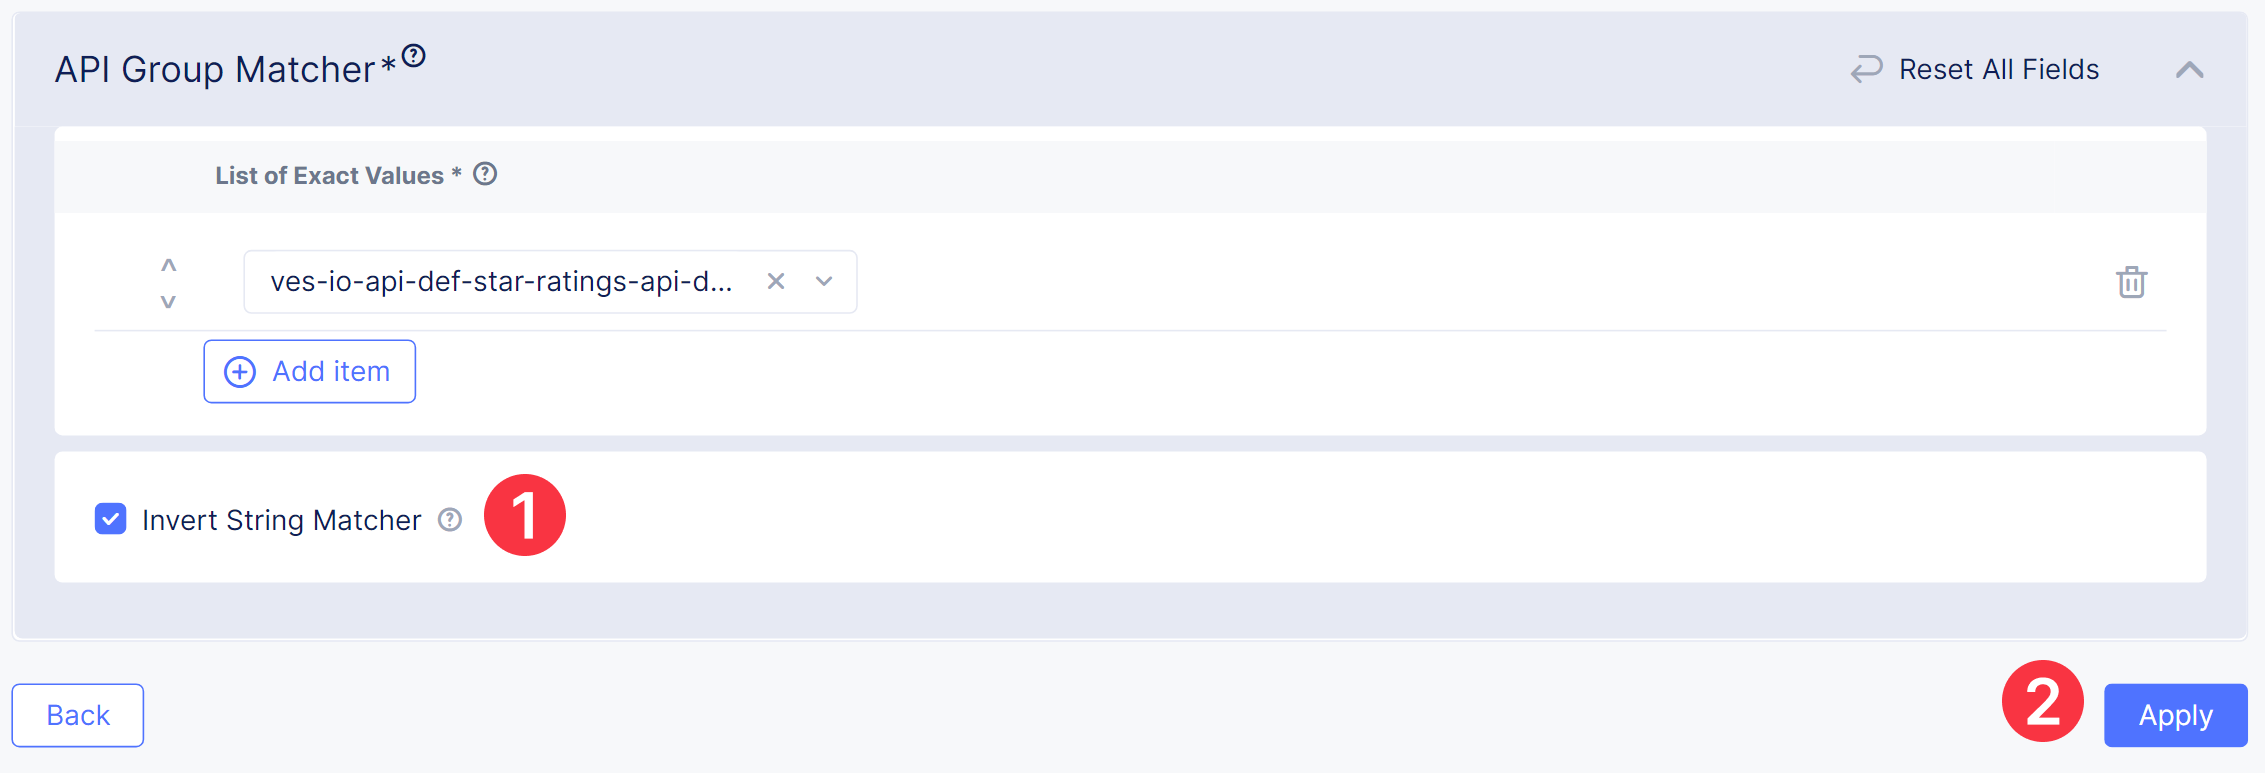 API Group Matcher*
Reset All Fields
List of Exact Values *
ves-io-api-def-star-ratings-api-d...
Add item
Invert String Matcher
1
Back
2
Apply